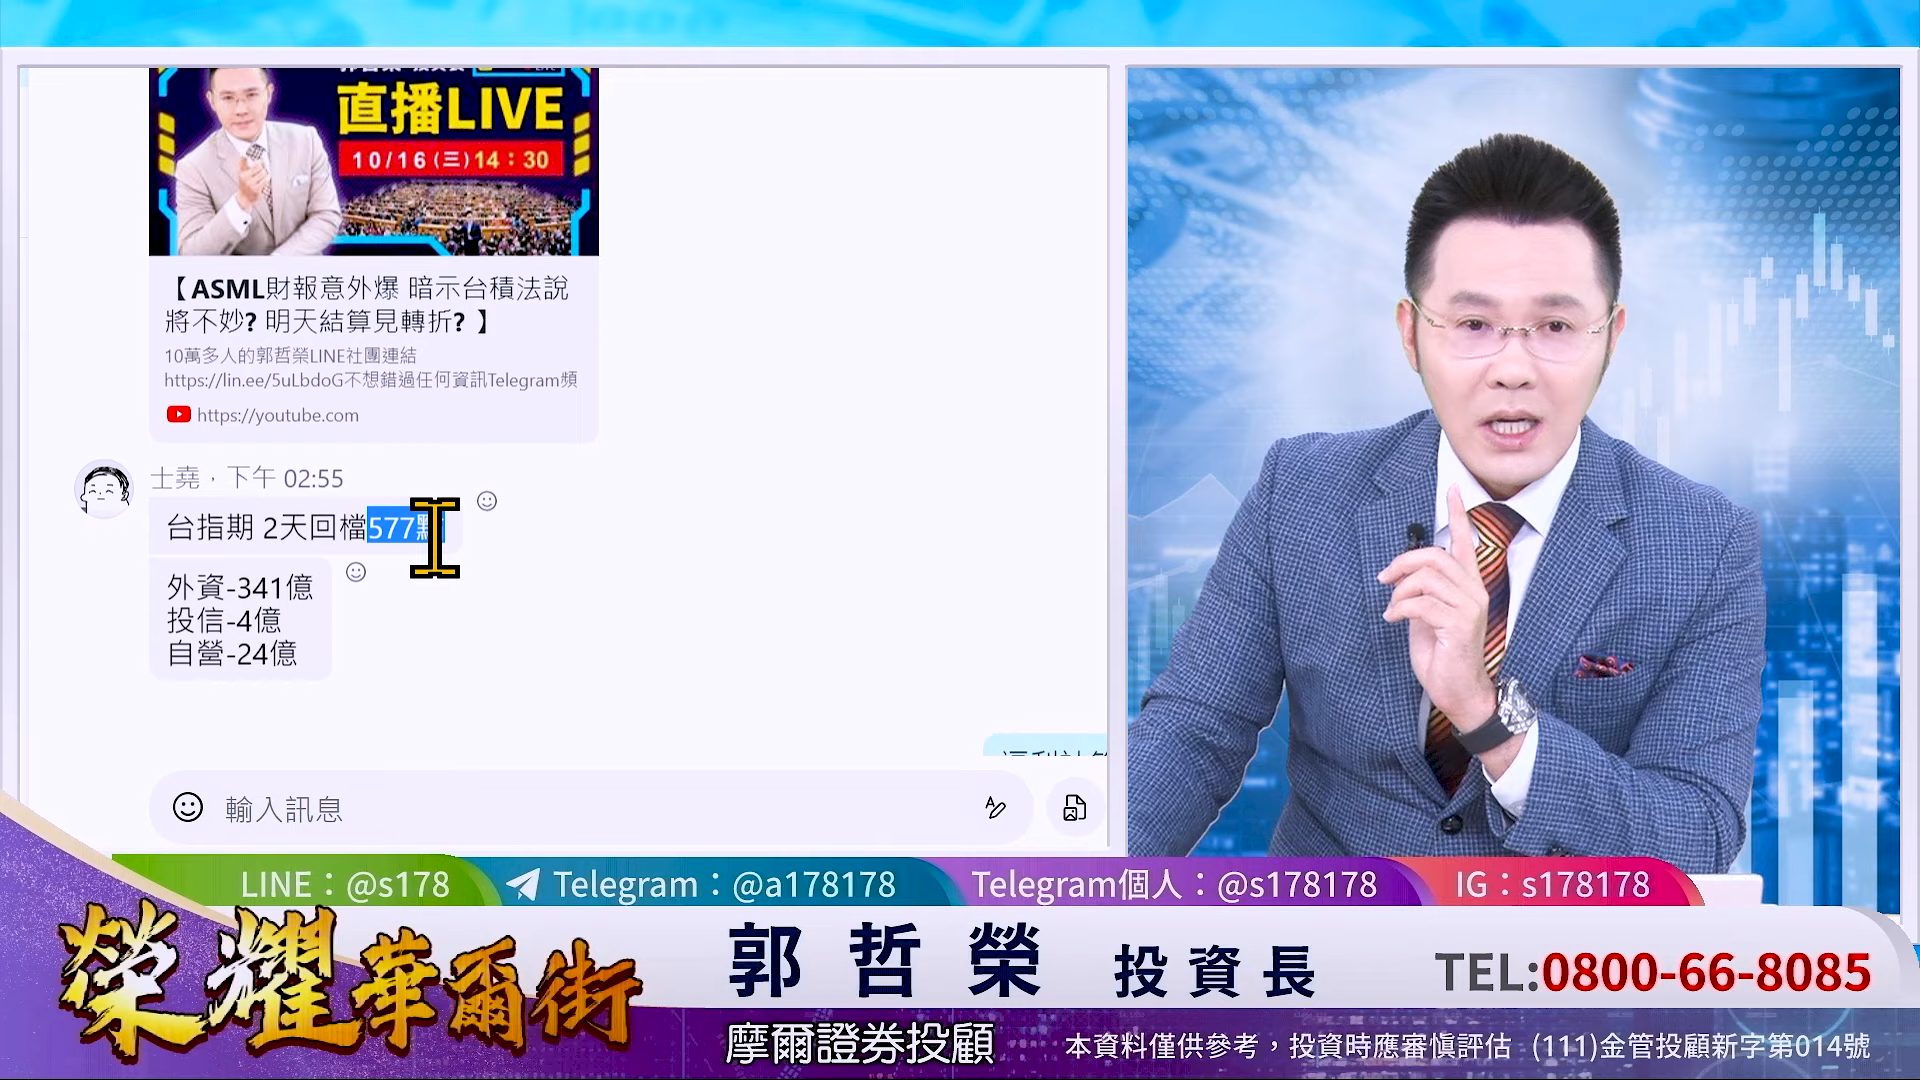 直播LIVE
10/16(三)14:30
【ASML財報意外爆 暗示台積法說
將不妙? 明天結算見轉折? 】
10萬多人的郭哲榮LINE社團連結
https://lin.ee/5uLbdoG不想錯過任何資訊Telegram頻
https://youtube.com
士堯，下午 02:55
台指期 2天回檔577點
外資-341億
投信-4億
自營-24億
輸入訊息
LINE：@s178
Telegram：@a178178
Telegram個人：@s178178
IG：s178178
榮耀華爾街
郭哲榮 投資長
TEL:0800-66-8085
摩爾證券投顧
本資料僅供參考，投資時應審慎評估 (111)金管投顧新字第014號